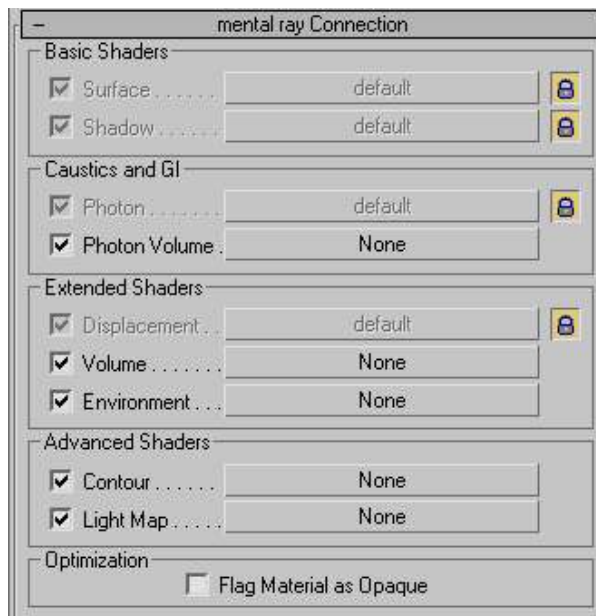 mental ray Connection
Basic Shaders
Surface . . . . . . default
Shadow . . . . . . default
Caustics and GI
Photon . . . . . . . default
Photon Volume . None
Extended Shaders
Displacement . . default
Volume . . . . . . . None
Environment . . . None
Advanced Shaders
Contour . . . . . . None
Light Map . . . . . None
Optimization
Flag Material as Opaque